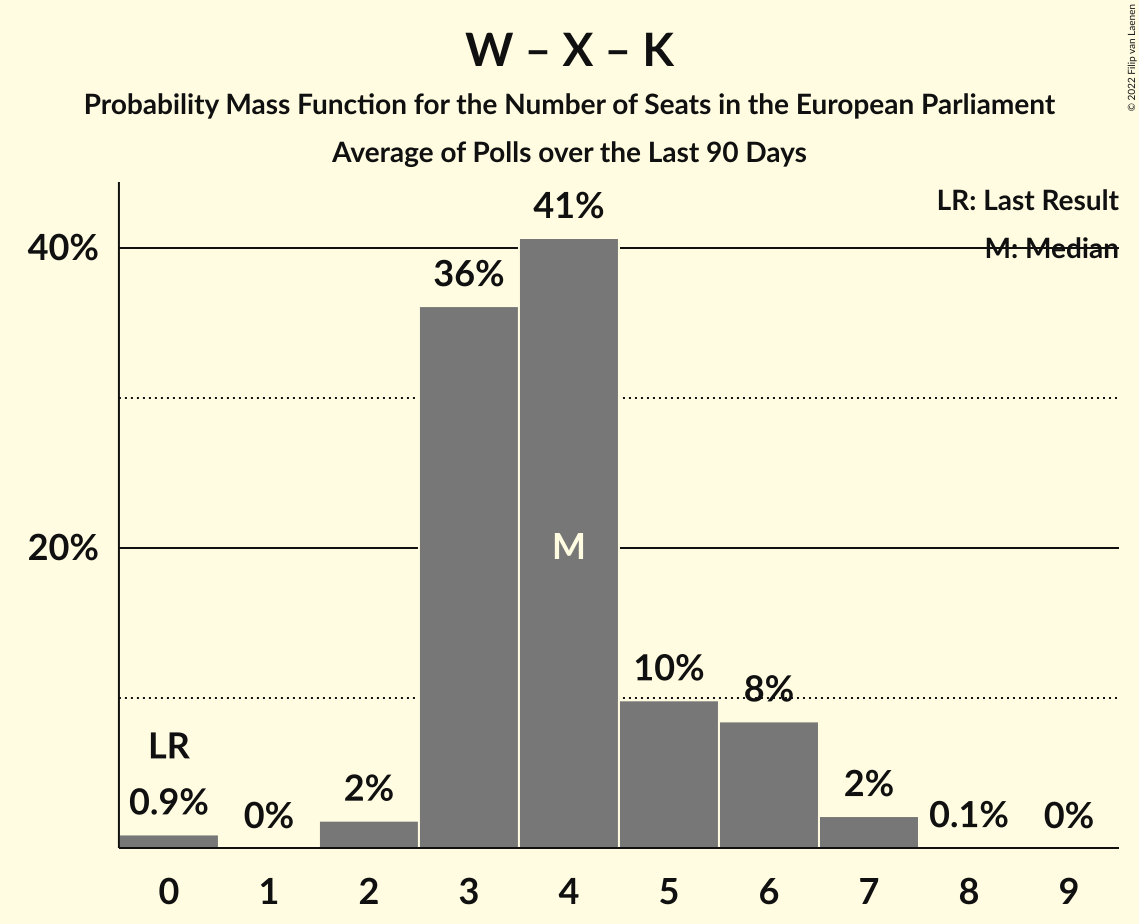 W – X – K
Probability Mass Function for the Number of Seats in the European Parliament
Average of Polls over the Last 90 Days
© 2022 Filip van Laenen
LR: Last Result
M: Median
41%
40%
36%
20%
M
10%
8%
LR
0.9%
0%
2%
2%
0.1%
0%
0 1 2 3 4 5 6 7 8 9